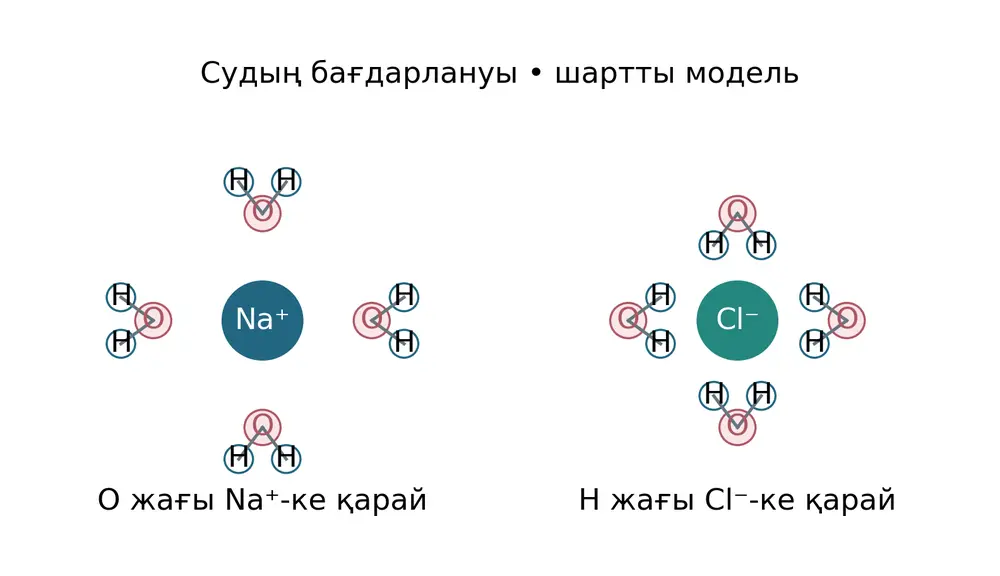 Судың бағдарлануы • шартты модель
H H
O
O
H H
H O O H
Na⁺
H O O H
H H
Cl⁻
H H
H H
O
O
H H
О жағы Na⁺-ке қарай
Н жағы Cl⁻-ке қарай